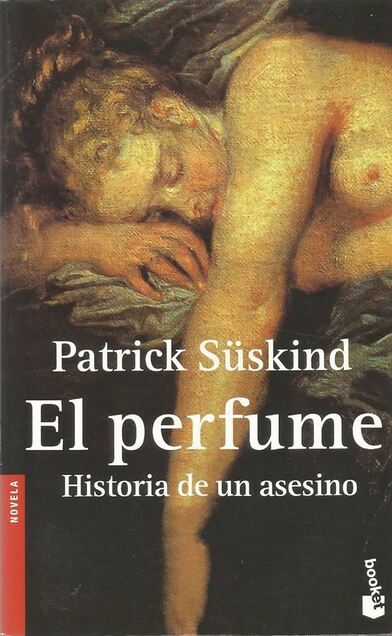 Patrick Süskind
El perfume
Historia de un asesino
NOVELA
booket